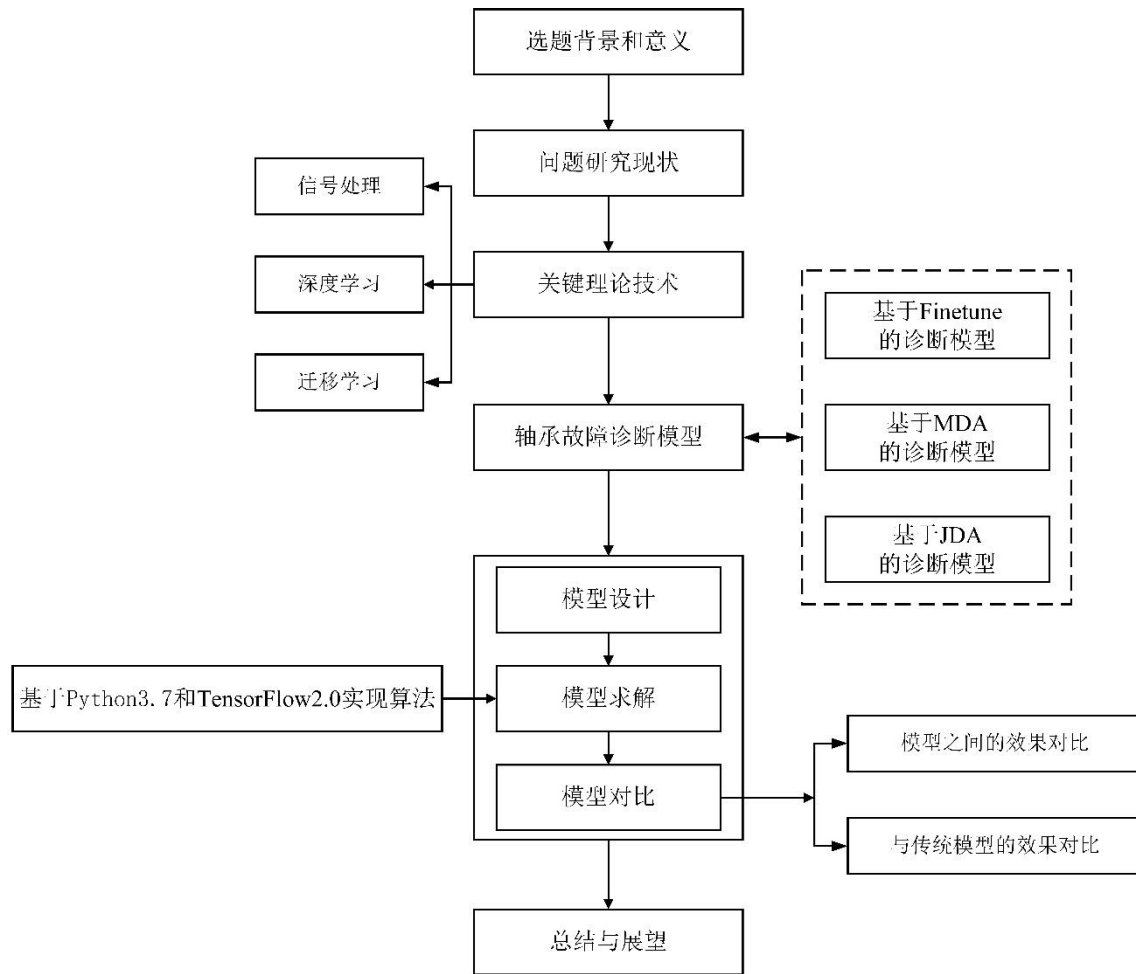 选题背景和意义
问题研究现状
信号处理
深度学习
关键理论技术
迁移学习
基于Finetune
的诊断模型
轴承故障诊断模型
基于MDA
的诊断模型
基于JDA
的诊断模型
模型设计
基于Python3.7和TensorFlow2.0实现算法
模型求解
模型之间的效果对比
模型对比
与传统模型的效果对比
总结与展望